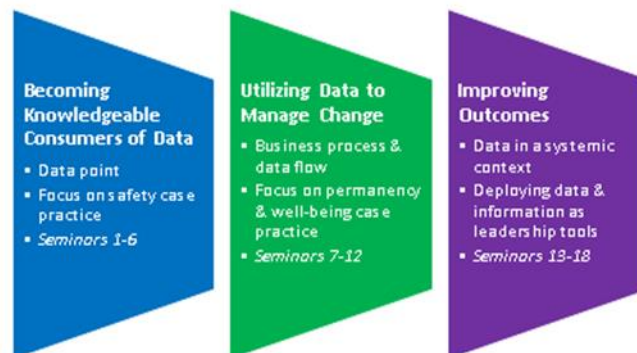 Becoming
Knowledgeable
Consumers of Data
▪ Data point
▪ Focus on safety case
practice
▪ Seminars 1-6
Utilizing Data to
Manage Change
▪ Business process &
data flow
▪ Focus on permanency
& well-being case
practice
▪ Seminars 7-12
Improving
Outcomes
▪ Data in a systemic
context
▪ Deploying data &
information as
leadership tools
▪ Seminars 13-18